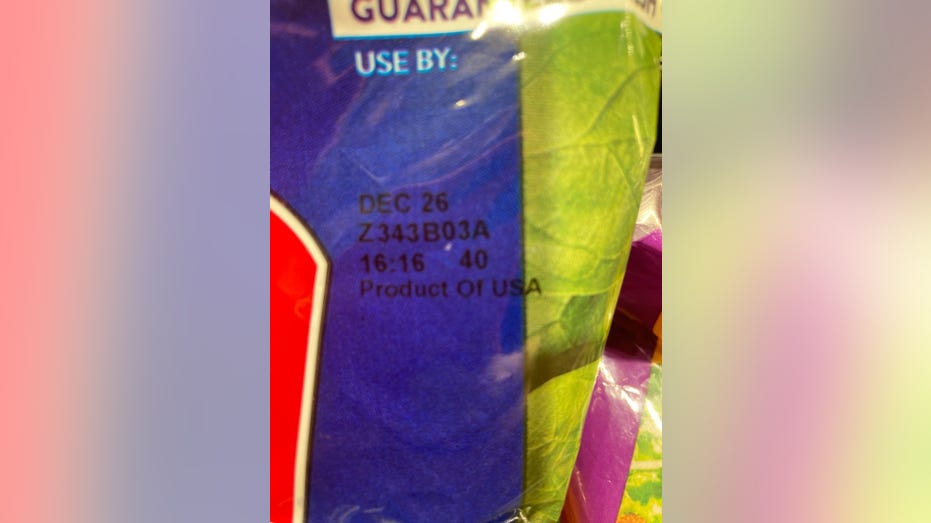 USE BY:
DEC 26
Z343B03A
16:16 40
Product Of USA